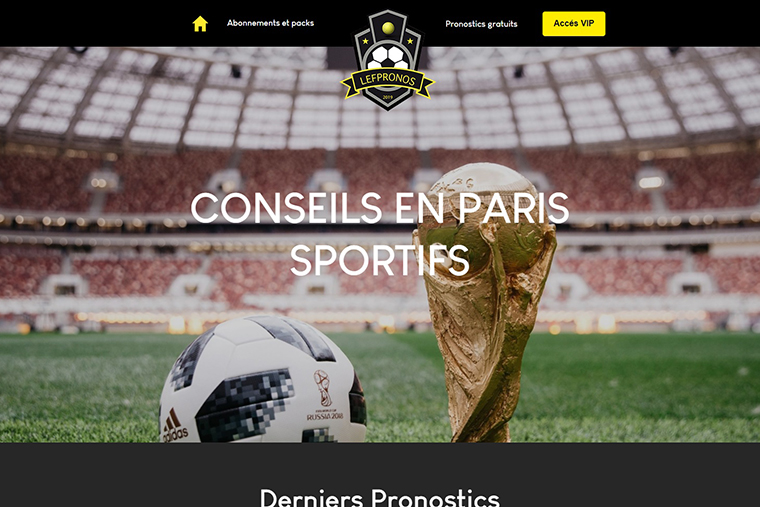 Abonnements et packs
Pronostics gratuits
Accés VIP
LEFPRONOS
2019
CONSEILS EN PARIS
SPORTIFS
FIFA WORLD CUP
RUSSIA 2018
adidas
Derniers Pronostics